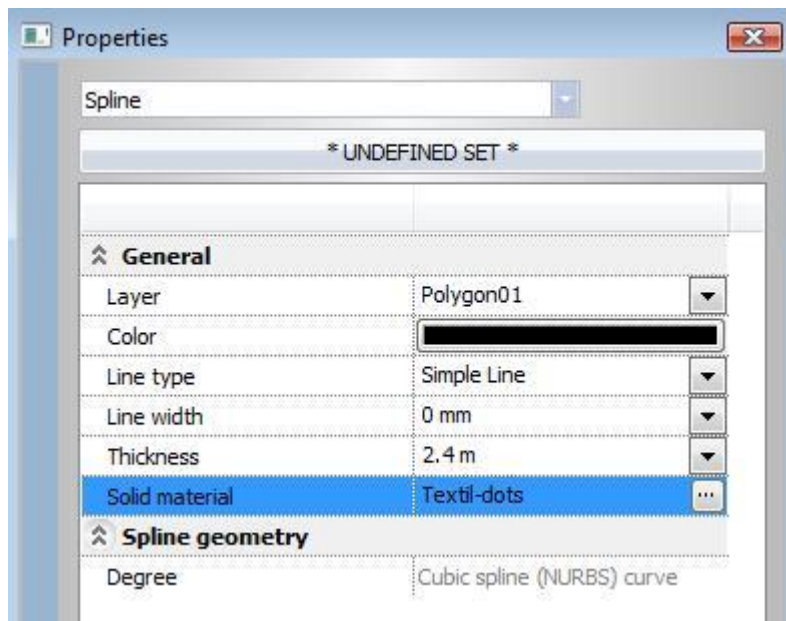 Properties
Spline
* UNDEFINED SET *
General
Layer Polygon01
Color
Line type Simple Line
Line width 0 mm
Thickness 2.4 m
Solid material Textil-dots
Spline geometry
Degree Cubic spline (NURBS) curve